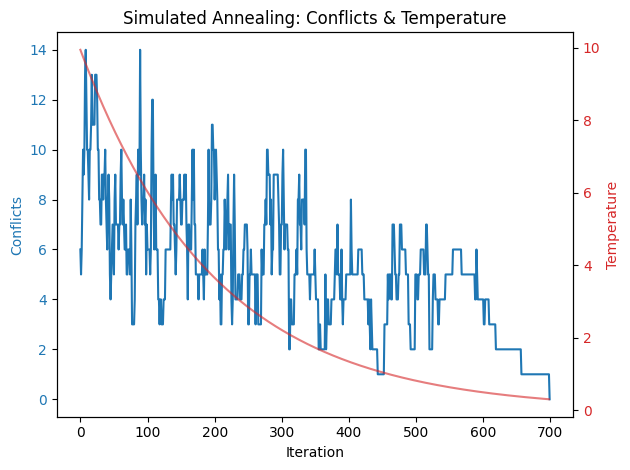 Simulated Annealing: Conflicts & Temperature
14
12
10
8
6
4
2
0
Conflicts
10
8
6
4
2
0
Temperature
0 100 200 300 400 500 600 700
Iteration